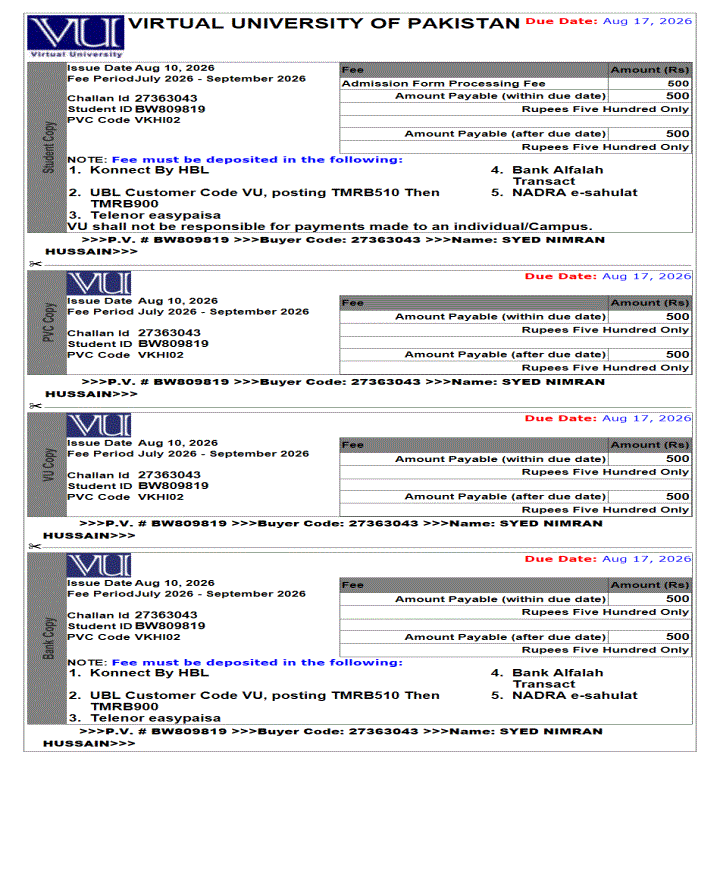 VU
Virtual University
VIRTUAL UNIVERSITY OF PAKISTAN
Due Date: Aug 17, 2026
Student Copy
Issue Date Aug 10, 2026
Fee Period July 2026 - September 2026
Challan Id 27363043
Student ID BW809819
PVC Code VKHI02
Fee Amount (Rs)
Admission Form Processing Fee 500
Amount Payable (within due date) 500
Rupees Five Hundred Only
Amount Payable (after due date) 500
Rupees Five Hundred Only
NOTE: Fee must be deposited in the following:
1. Konnect By HBL
2. UBL Customer Code VU, posting TMRB510 Then
TMRB900
3. Telenor easypaisa
4. Bank Alfalah
Transact
5. NADRA e-sahulat
VU shall not be responsible for payments made to an individual/Campus.
>>>P.V. # BW809819 >>>Buyer Code: 27363043 >>>Name: SYED NIMRAN
HUSSAIN>>>
VU
Due Date: Aug 17, 2026
PVC Copy
Issue Date Aug 10, 2026
Fee Period July 2026 - September 2026
Challan Id 27363043
Student ID BW809819
PVC Code VKHI02
Fee Amount (Rs)
Amount Payable (within due date) 500
Rupees Five Hundred Only
Amount Payable (after due date) 500
Rupees Five Hundred Only
>>>P.V. # BW809819 >>>Buyer Code: 27363043 >>>Name: SYED NIMRAN
HUSSAIN>>>
VU
Due Date: Aug 17, 2026
VU Copy
Issue Date Aug 10, 2026
Fee Period July 2026 - September 2026
Challan Id 27363043
Student ID BW809819
PVC Code VKHI02
Fee Amount (Rs)
Amount Payable (within due date) 500
Rupees Five Hundred Only
Amount Payable (after due date) 500
Rupees Five Hundred Only
>>>P.V. # BW809819 >>>Buyer Code: 27363043 >>>Name: SYED NIMRAN
HUSSAIN>>>
VU
Due Date: Aug 17, 2026
Bank Copy
Issue Date Aug 10, 2026
Fee Period July 2026 - September 2026
Challan Id 27363043
Student ID BW809819
PVC Code VKHI02
Fee Amount (Rs)
Amount Payable (within due date) 500
Rupees Five Hundred Only
Amount Payable (after due date) 500
Rupees Five Hundred Only
NOTE: Fee must be deposited in the following:
1. Konnect By HBL
2. UBL Customer Code VU, posting TMRB510 Then
TMRB900
3. Telenor easypaisa
4. Bank Alfalah
Transact
5. NADRA e-sahulat
>>>P.V. # BW809819 >>>Buyer Code: 27363043 >>>Name: SYED NIMRAN
HUSSAIN>>>